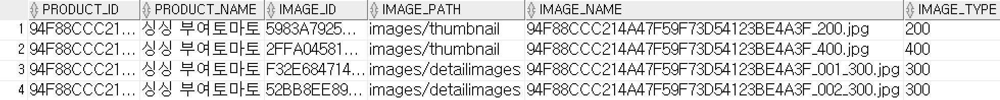 PRODUCT_ID PRODUCT_NAME IMAGE_ID IMAGE_PATH IMAGE_NAME IMAGE_TYPE
1 94F88CCC21... 싱싱 부여토마토 5983A7925... images/thumbnail 94F88CCC214A47F59F73D54123BE4A3F_200.jpg 200
2 94F88CCC21... 싱싱 부여토마토 2FFA04581... images/thumbnail 94F88CCC214A47F59F73D54123BE4A3F_400.jpg 400
3 94F88CCC21... 싱싱 부여토마토 F32E684714... images/detailimages 94F88CCC214A47F59F73D54123BE4A3F_001_300.jpg 300
4 94F88CCC21... 싱싱 부여토마토 52BB8EE89... images/detailimages 94F88CCC214A47F59F73D54123BE4A3F_002_300.jpg 300